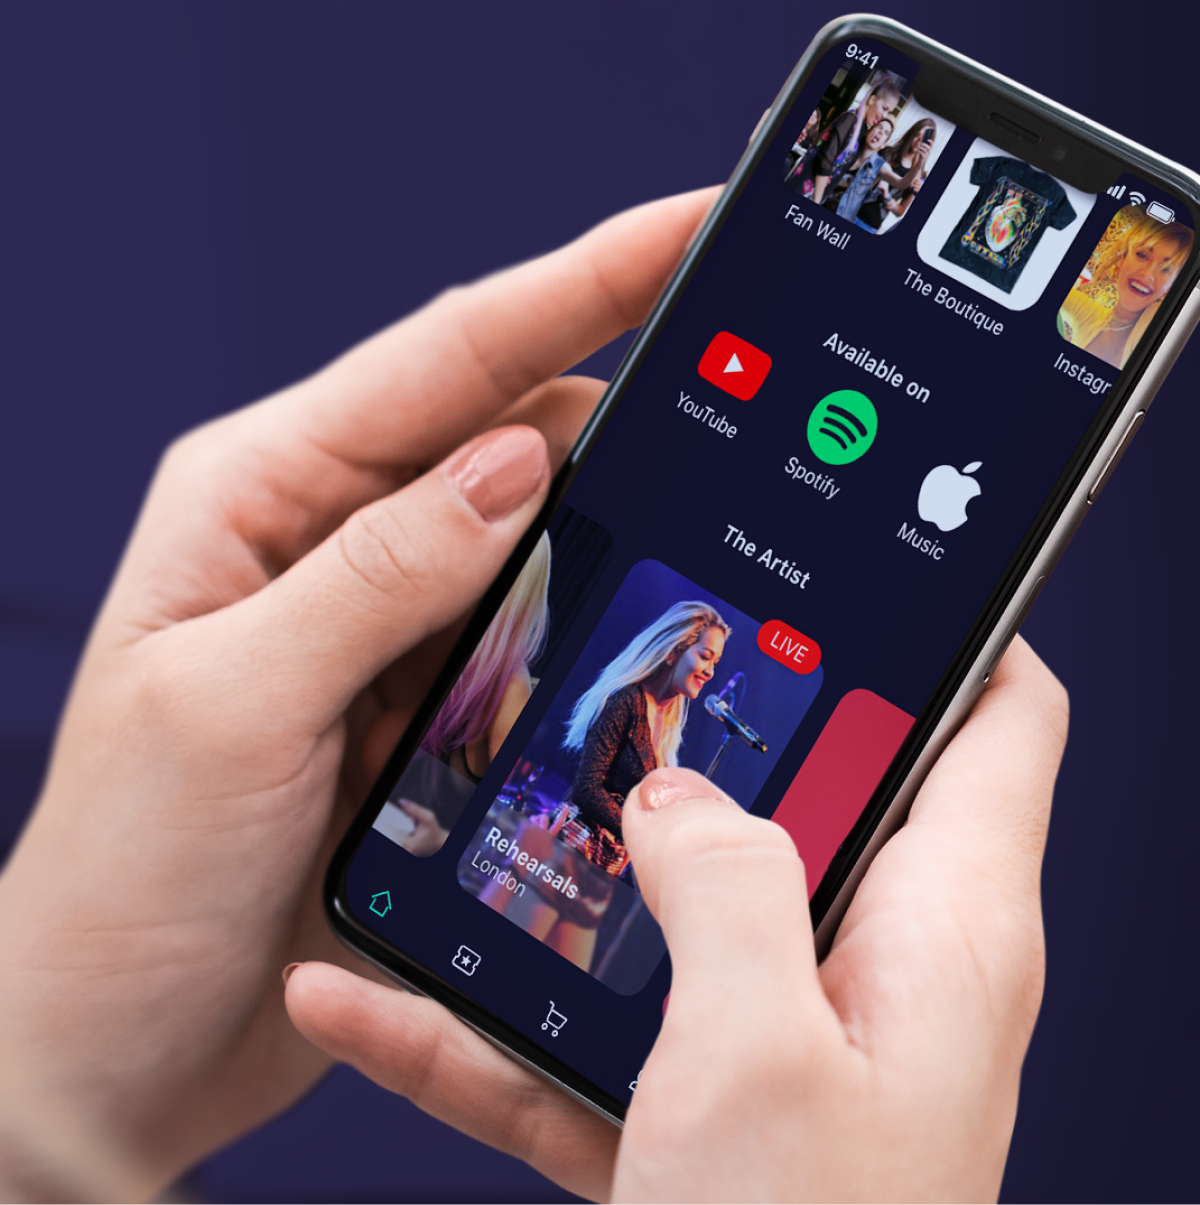 9:41
Fan Wall
The Boutique
Instagr
Available on
YouTube
Spotify
Music
The Artist
LIVE
Rehearsals
London